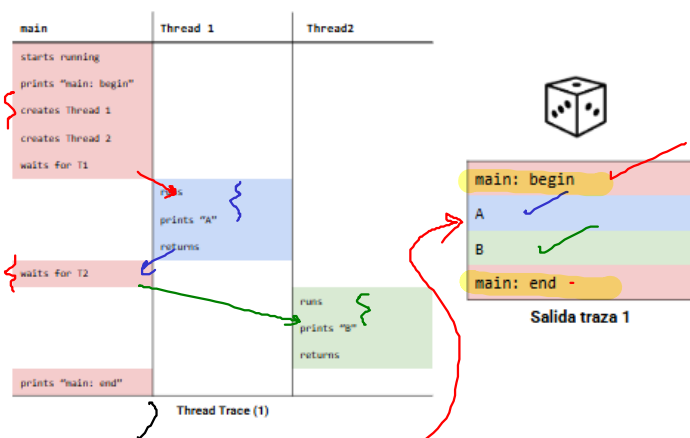 main Thread 1 Thread2
starts running
prints "main: begin"
creates Thread 1
creates Thread 2
waits for T1
runs
prints "A"
returns
waits for T2
runs
prints "B"
returns
prints "main: end"
Thread Trace (1)
main: begin
A
B
main: end
Salida traza 1